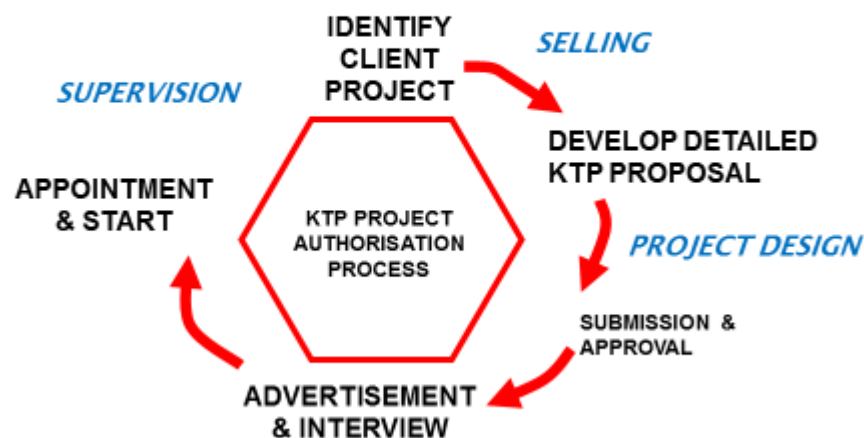 IDENTIFY
CLIENT
PROJECT
SELLING
DEVELOP DETAILED
KTP PROPOSAL
PROJECT DESIGN
SUBMISSION &
APPROVAL
ADVERTISEMENT
& INTERVIEW
APPOINTMENT
& START
SUPERVISION
KTP PROJECT
AUTHORISATION
PROCESS